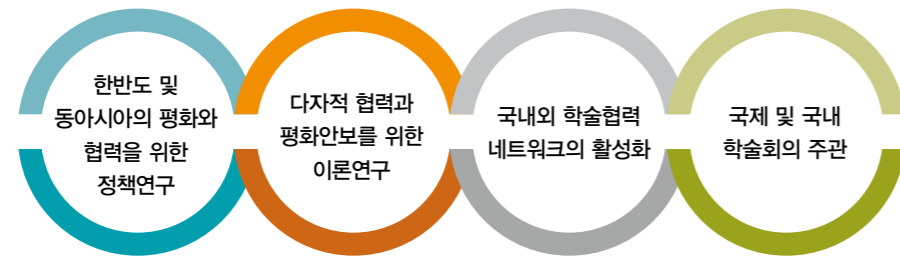 한반도 및
동아시아의 평화와
협력을 위한
정책연구
다자적 협력과
평화안보를 위한
이론연구
국내외 학술협력
네트워크의 활성화
국제 및 국내
학술회의 주관